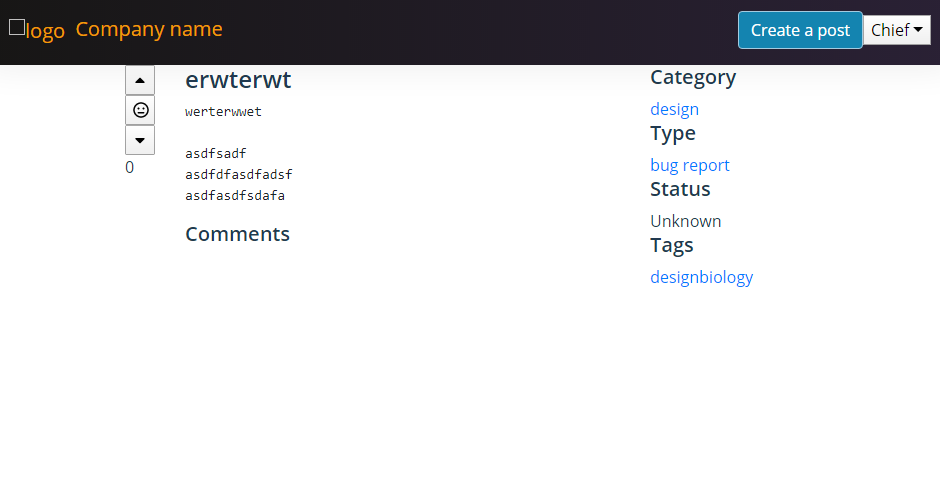 logo Company name
Create a post Chief
erwterwt
werterwwet
asdfsadf
asdfdfasdfadsf
asdfasdfsdafa
0
Comments
Category
design
Type
bug report
Status
Unknown
Tags
designbiology